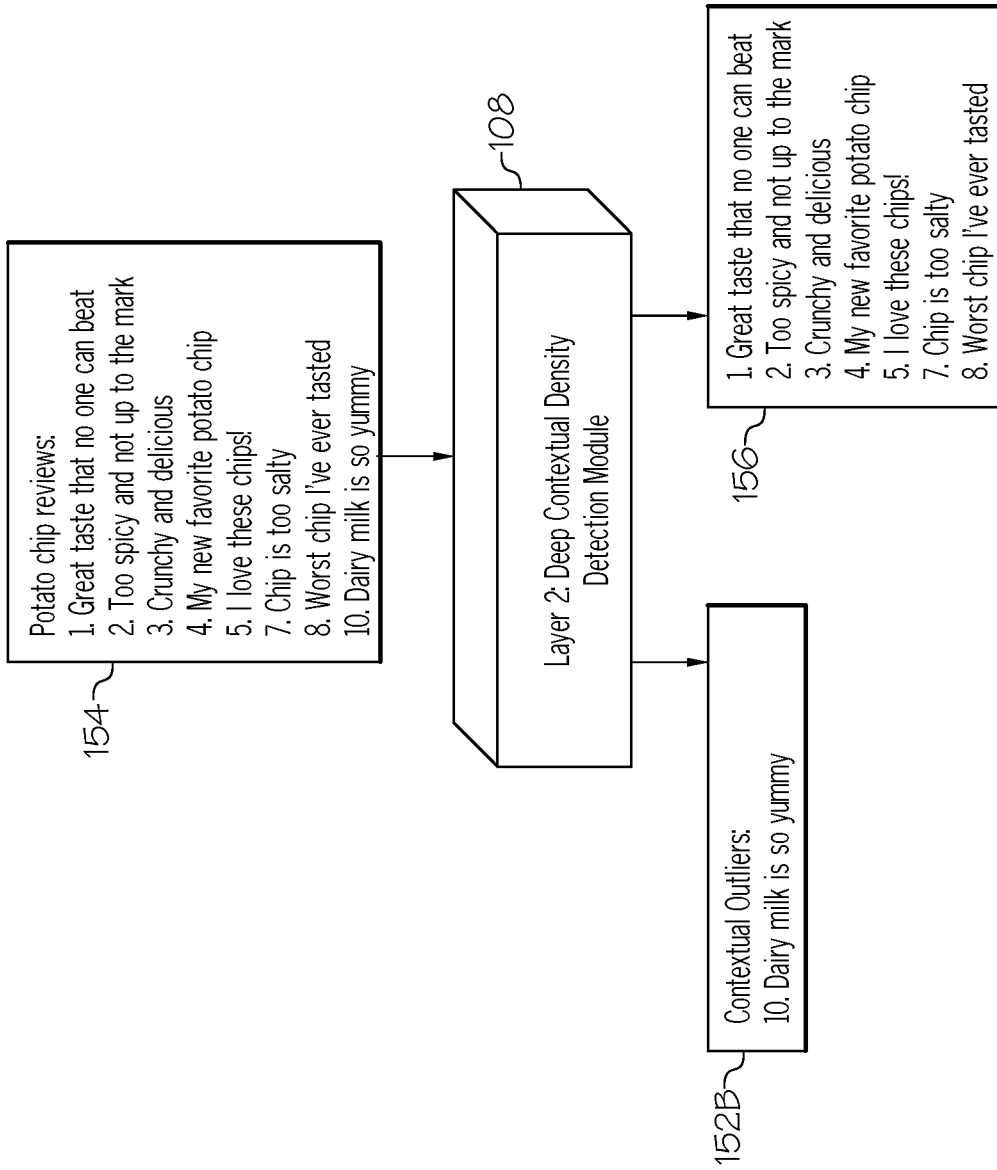 154
Potato chip reviews:
1. Great taste that no one can beat
2. Too spicy and not up to the mark
3. Crunchy and delicious
4. My new favorite potato chip
5. I love these chips!
7. Chip is too salty
8. Worst chip I've ever tasted
10. Dairy milk is so yummy
108
Layer 2: Deep Contextual Density
Detection Module
152B
Contextual Outliers:
10. Dairy milk is so yummy
156
1. Great taste that no one can beat
2. Too spicy and not up to the mark
3. Crunchy and delicious
4. My new favorite potato chip
5. I love these chips!
7. Chip is too salty
8. Worst chip I've ever tasted